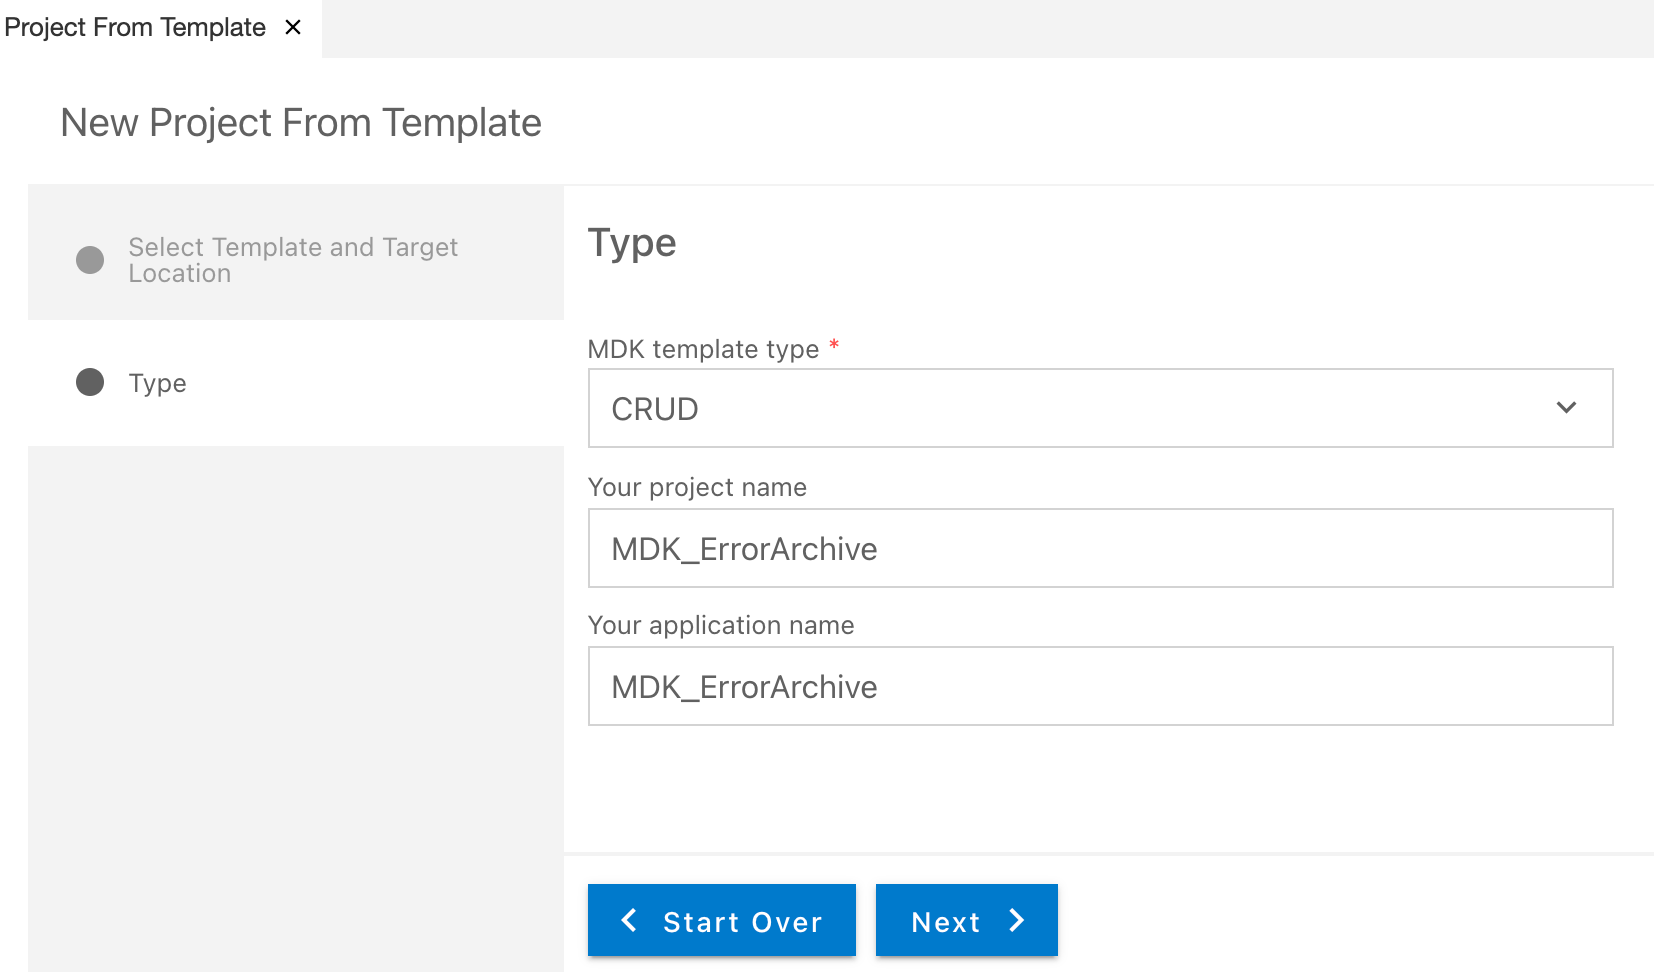 Project From Template
New Project From Template
Select Template and Target
Location
Type
Type
MDK template type *
CRUD
Your project name
MDK_ErrorArchive
Your application name
MDK_ErrorArchive
Start Over
Next